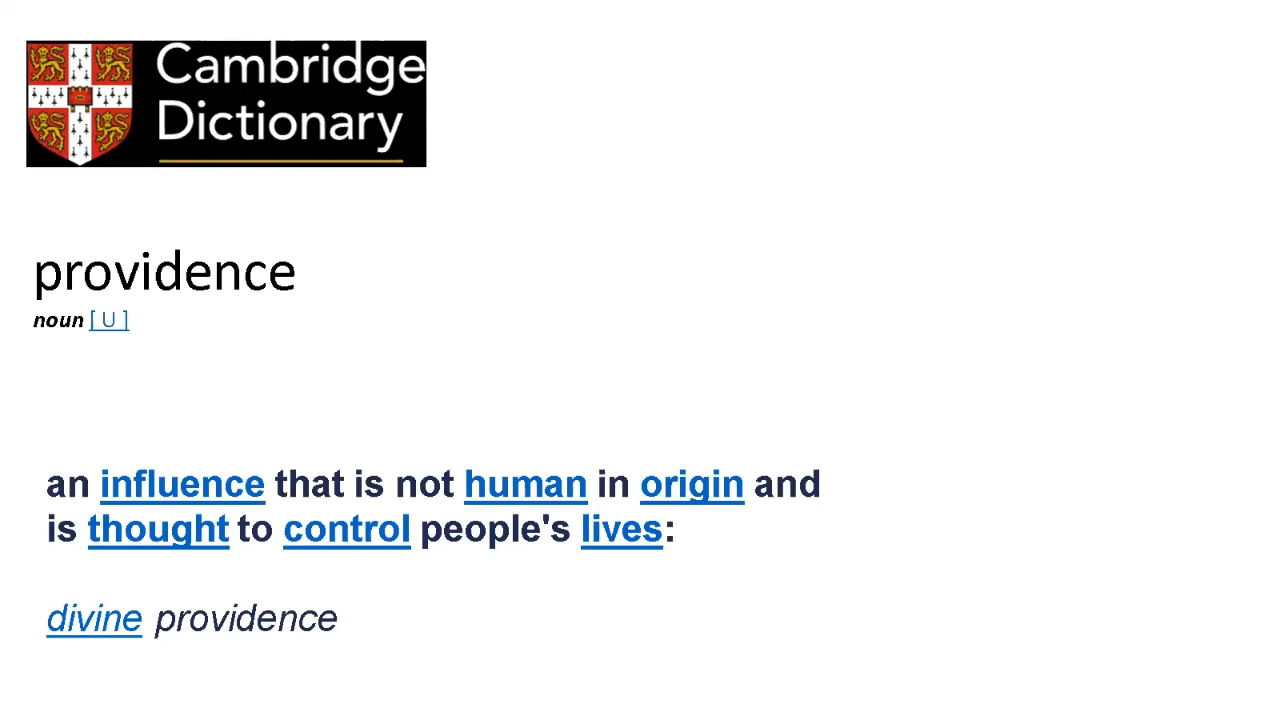 Cambridge
Dictionary
providence
noun [ U ]
an influence that is not human in origin and
is thought to control people's lives:
divine providence